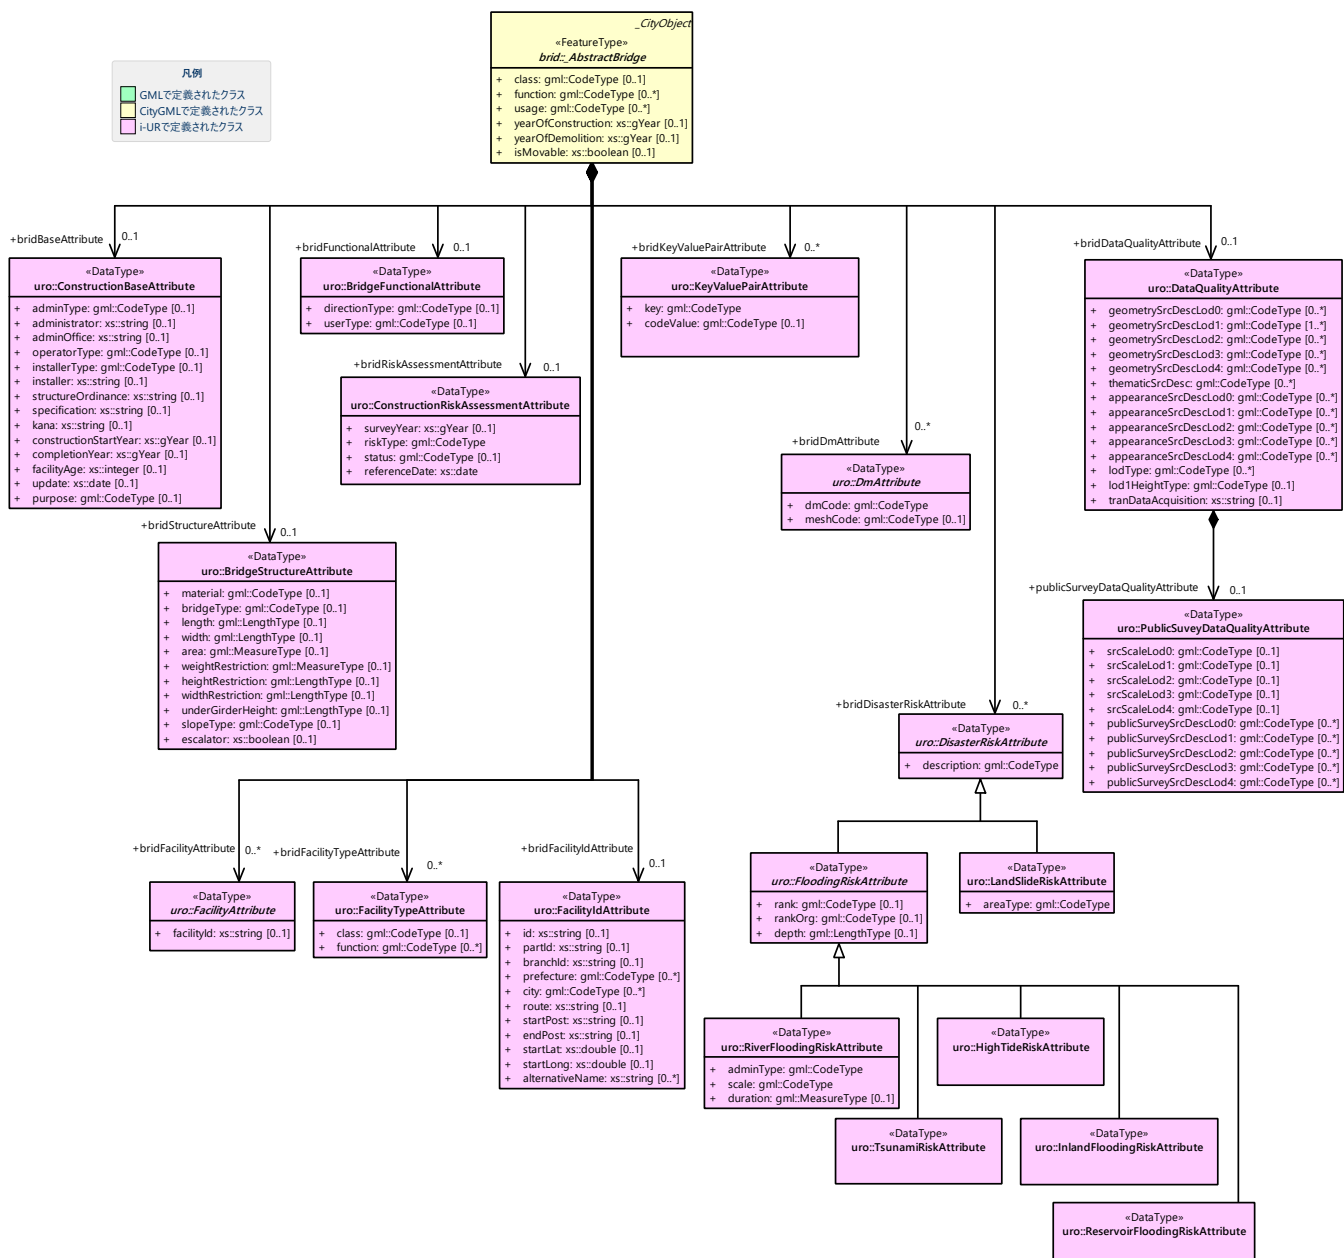 _CityObject
«FeatureType»
brid::_AbstractBridge
+ class: gml::CodeType [0..1]
+ function: gml::CodeType [0..*]
+ usage: gml::CodeType [0..*]
+ yearOfConstruction: xs::gYear [0..1]
+ yearOfDemolition: xs::gYear [0..1]
+ isMovable: xs::boolean [0..1]
凡例
GMLで定義されたクラス
CityGMLで定義されたクラス
i-URで定義されたクラス
+bridBaseAttribute 0..1
«DataType»
uro::ConstructionBaseAttribute
+ adminType: gml::CodeType [0..1]
+ administrator: xs::string [0..1]
+ adminOffice: xs::string [0..1]
+ operatorType: gml::CodeType [0..1]
+ installerType: gml::CodeType [0..1]
+ installer: xs::string [0..1]
+ structureOrdinance: xs::string [0..1]
+ specification: xs::string [0..1]
+ kana: xs::string [0..1]
+ constructionStartYear: xs::gYear [0..1]
+ completionYear: xs::gYear [0..1]
+ facilityAge: xs::integer [0..1]
+ update: xs::date [0..1]
+ purpose: gml::CodeType [0..1]
+bridFunctionalAttribute 0..1
«DataType»
uro::BridgeFunctionalAttribute
+ directionType: gml::CodeType [0..1]
+ userType: gml::CodeType [0..1]
+bridRiskAssessmentAttribute 0..1
«DataType»
uro::ConstructionRiskAssessmentAttribute
+ surveyYear: xs::gYear [0..1]
+ riskType: gml::CodeType
+ status: gml::CodeType [0..1]
+ referenceDate: xs::date
+bridKeyValuePairAttribute 0..*
«DataType»
uro::KeyValuePairAttribute
+ key: gml::CodeType
+ codeValue: gml::CodeType [0..1]
+bridDmAttribute 0..*
«DataType»
uro::DmAttribute
+ dmCode: gml::CodeType
+ meshCode: gml::CodeType [0..1]
+bridDataQualityAttribute 0..1
«DataType»
uro::DataQualityAttribute
+ geometrySrcDescLod0: gml::CodeType [0..*]
+ geometrySrcDescLod1: gml::CodeType [1..*]
+ geometrySrcDescLod2: gml::CodeType [0..*]
+ geometrySrcDescLod3: gml::CodeType [0..*]
+ geometrySrcDescLod4: gml::CodeType [0..*]
+ thematicSrcDesc: gml::CodeType [0..*]
+ appearanceSrcDescLod0: gml::CodeType [0..*]
+ appearanceSrcDescLod1: gml::CodeType [0..*]
+ appearanceSrcDescLod2: gml::CodeType [0..*]
+ appearanceSrcDescLod3: gml::CodeType [0..*]
+ appearanceSrcDescLod4: gml::CodeType [0..*]
+ lodType: gml::CodeType [0..*]
+ lod1HeightType: gml::CodeType [0..1]
+ tranDataAcquisition: xs::string [0..1]
+bridStructureAttribute 0..1
«DataType»
uro::BridgeStructureAttribute
+ material: gml::CodeType [0..1]
+ bridgeType: gml::CodeType [0..1]
+ length: gml::LengthType [0..1]
+ width: gml::LengthType [0..1]
+ area: gml::MeasureType [0..1]
+ weightRestriction: gml::MeasureType [0..1]
+ heightRestriction: gml::LengthType [0..1]
+ widthRestriction: gml::LengthType [0..1]
+ underGirderHeight: gml::LengthType [0..1]
+ slopeType: gml::CodeType [0..1]
+ escalator: xs::boolean [0..1]
+publicSurveyDataQualityAttribute 0..1
«DataType»
uro::PublicSuveyDataQualityAttribute
+ srcScaleLod0: gml::CodeType [0..1]
+ srcScaleLod1: gml::CodeType [0..1]
+ srcScaleLod2: gml::CodeType [0..1]
+ srcScaleLod3: gml::CodeType [0..1]
+ srcScaleLod4: gml::CodeType [0..1]
+ publicSurveySrcDescLod0: gml::CodeType [0..*]
+ publicSurveySrcDescLod1: gml::CodeType [0..*]
+ publicSurveySrcDescLod2: gml::CodeType [0..*]
+ publicSurveySrcDescLod3: gml::CodeType [0..*]
+ publicSurveySrcDescLod4: gml::CodeType [0..*]
+bridDisasterRiskAttribute 0..*
«DataType»
uro::DisasterRiskAttribute
+ description: gml::CodeType
+bridFacilityAttribute 0..*
«DataType»
uro::FacilityAttribute
+ facilityId: xs::string [0..1]
+bridFacilityTypeAttribute 0..*
«DataType»
uro::FacilityTypeAttribute
+ class: gml::CodeType [0..1]
+ function: gml::CodeType [0..*]
+bridFacilityIdAttribute 0..1
«DataType»
uro::FacilityIdAttribute
+ id: xs::string [0..1]
+ partId: xs::string [0..1]
+ branchId: xs::string [0..1]
+ prefecture: gml::CodeType [0..*]
+ city: gml::CodeType [0..*]
+ route: xs::string [0..1]
+ startPost: xs::string [0..1]
+ endPost: xs::string [0..1]
+ startLat: xs::double [0..1]
+ startLong: xs::double [0..1]
+ alternativeName: xs::string [0..*]
«DataType»
uro::FloodingRiskAttribute
+ rank: gml::CodeType [0..1]
+ rankOrg: gml::CodeType [0..1]
+ depth: gml::LengthType [0..1]
«DataType»
uro::LandSlideRiskAttribute
+ areaType: gml::CodeType
«DataType»
uro::RiverFloodingRiskAttribute
+ adminType: gml::CodeType
+ scale: gml::CodeType
+ duration: gml::MeasureType [0..1]
«DataType»
uro::HighTideRiskAttribute
«DataType»
uro::TsunamiRiskAttribute
«DataType»
uro::InlandFloodingRiskAttribute
«DataType»
uro::ReservoirFloodingRiskAttribute